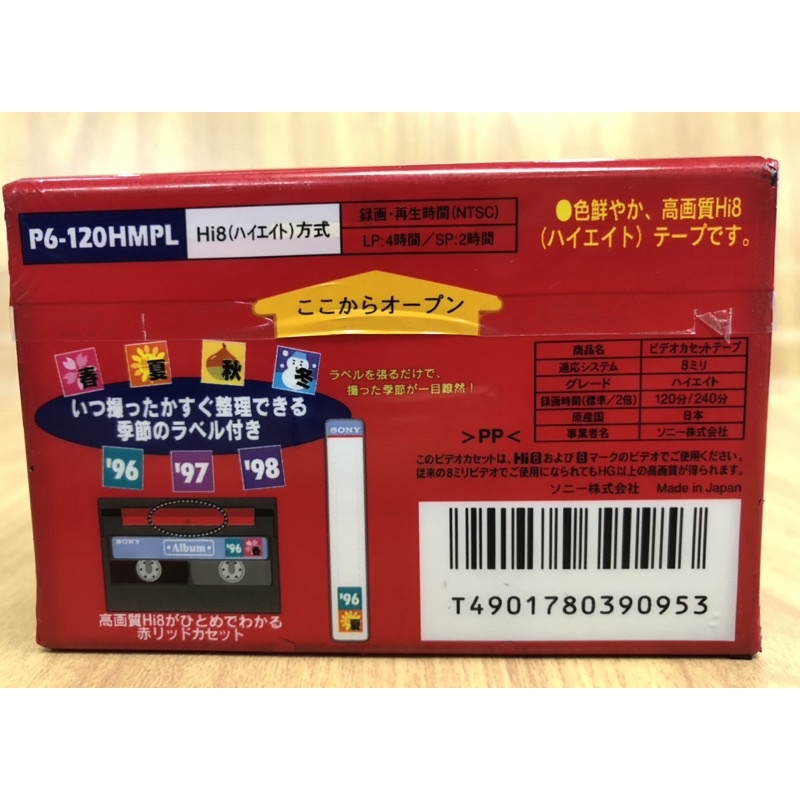 P6-120HMPL
Hi8(ハイエイト)方式
録画・再生時間(NTSC)
LP:4時間/SP:2時間
●色鮮やか、高画質Hi8
(ハイエイト)テープです。
ここからオープン
春
夏
秋
冬
ラベルを張るだけで、
撮った季節が一目瞭然!
いつ撮ったかすぐ整理できる
季節のラベル付き
'96
'97
'98
商品名 ビデオカセットテープ
適応システム 8ミリ
グレード ハイエイト
録画時間(標準/2倍) 120分/240分
原産国 日本
事業者名 ソニー株式会社
>PP<
このビデオカセットは、Hi8および8マークのビデオでご使用ください。
従来の8ミリビデオでご使用になられてもHG以上の高画質が得られます。
ソニー株式会社 Made in Japan
SONY
・Album・
'96
春
高画質Hi8がひとめでわかる
赤リッドカセット
SONY
'96
夏
T4901780390953